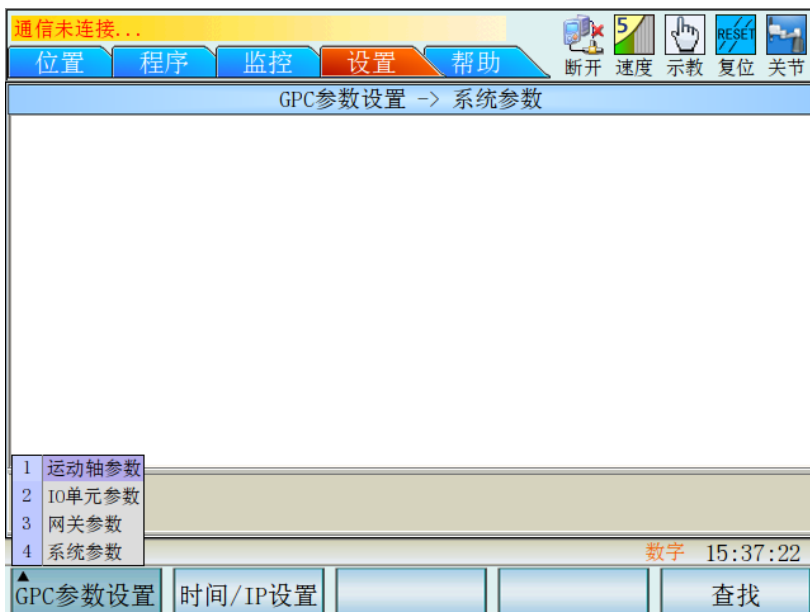 通信未连接...
位置 程序 监控 设置 帮助
5 RESET
断开 速度 示教 复位 关节
GPC参数设置 -> 系统参数
1 运动轴参数
2 IO单元参数
3 网关参数
4 系统参数
数字 15:37:22
GPC参数设置 时间/IP设置 查找